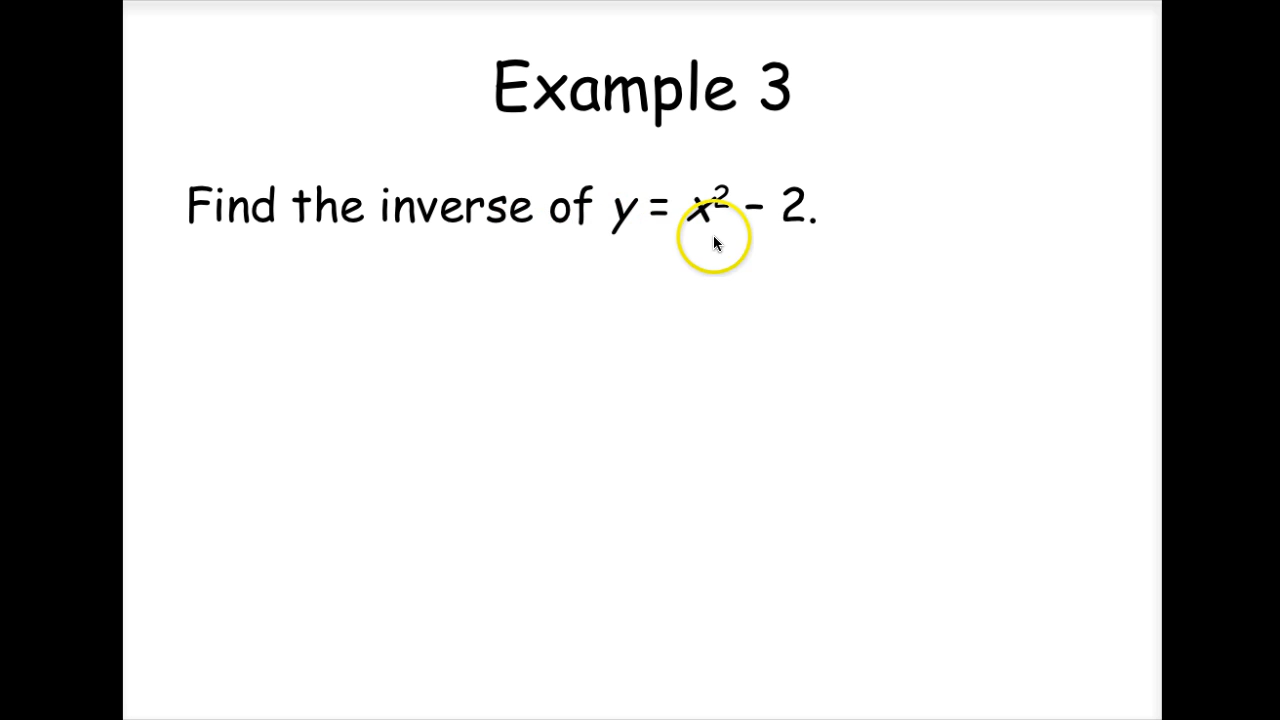 Example 3
Find the inverse of y = x² – 2.